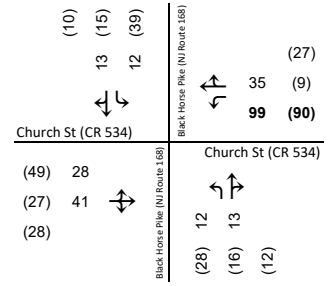 (10) (15) (39)
13 12
Church St (CR 534)
Black Horse Pike (NJ Route 168)
(27)
35 (9)
99 (90)
(49) 28
(27) 41
(28)
Black Horse Pike (NJ Route 168)
Church St (CR 534)
12 13
(28) (16) (12)